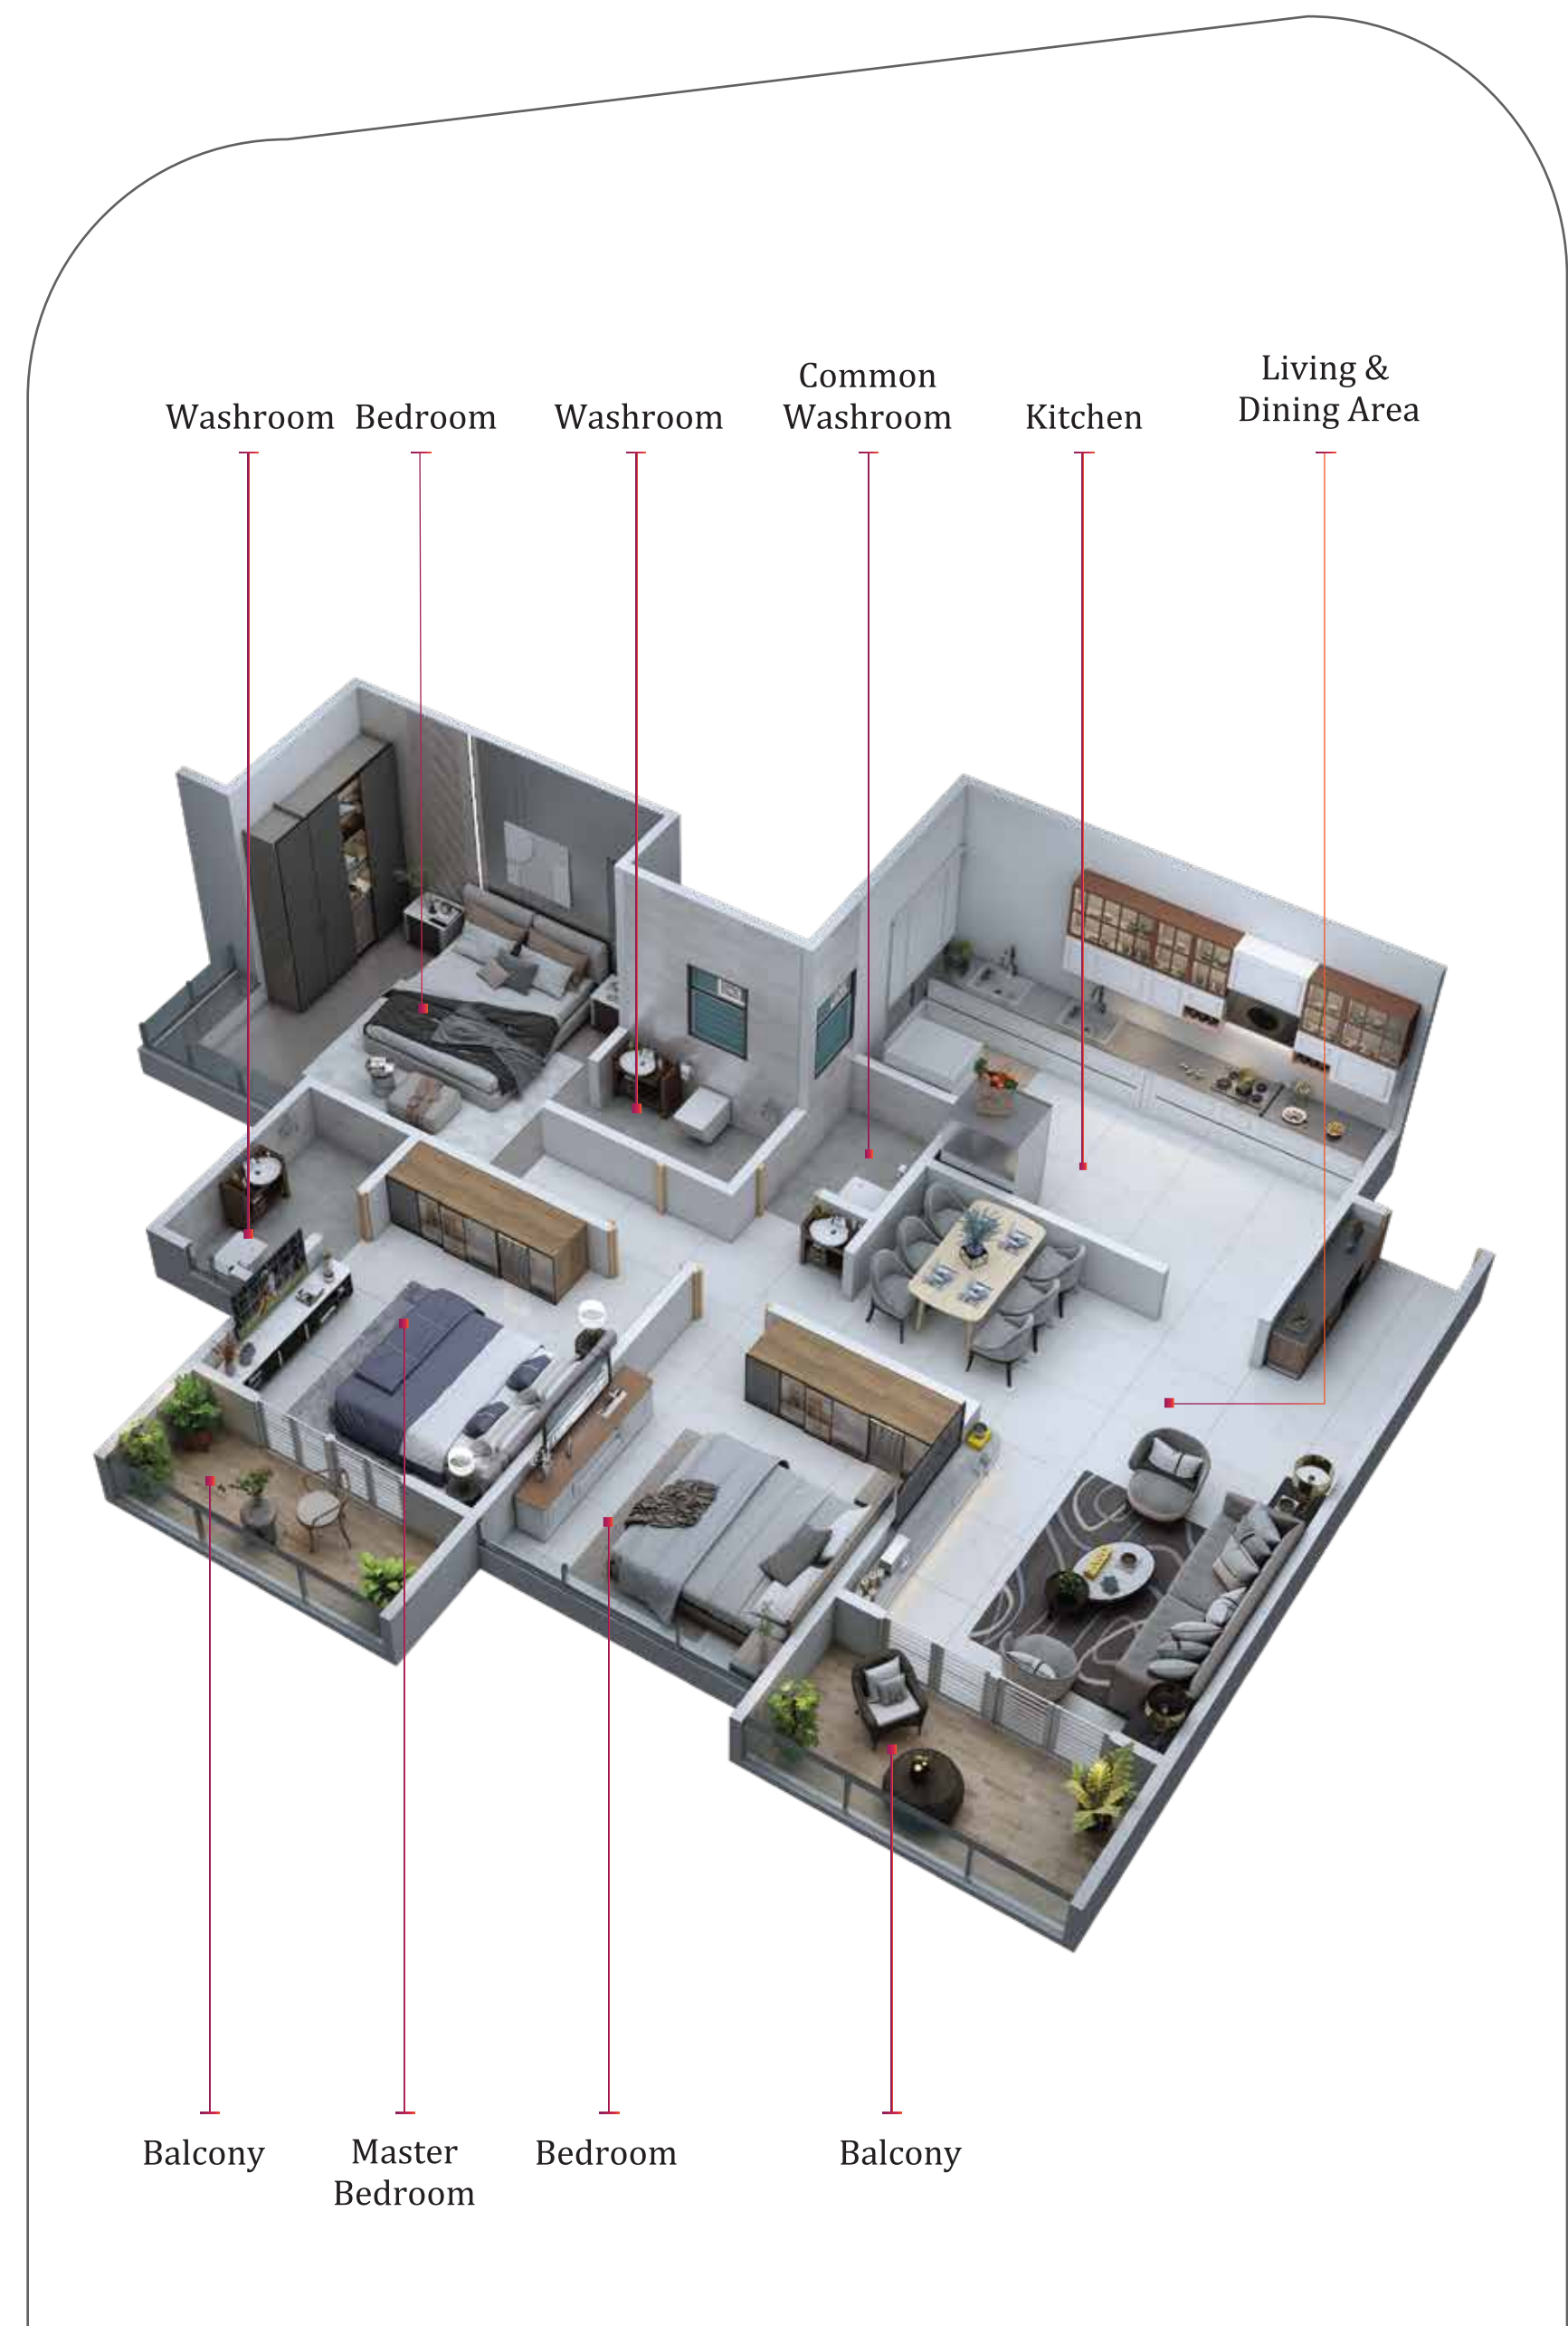 Washroom
Bedroom
Washroom
Common
Washroom
Kitchen
Living &
Dining Area
Balcony
Master
Bedroom
Bedroom
Balcony